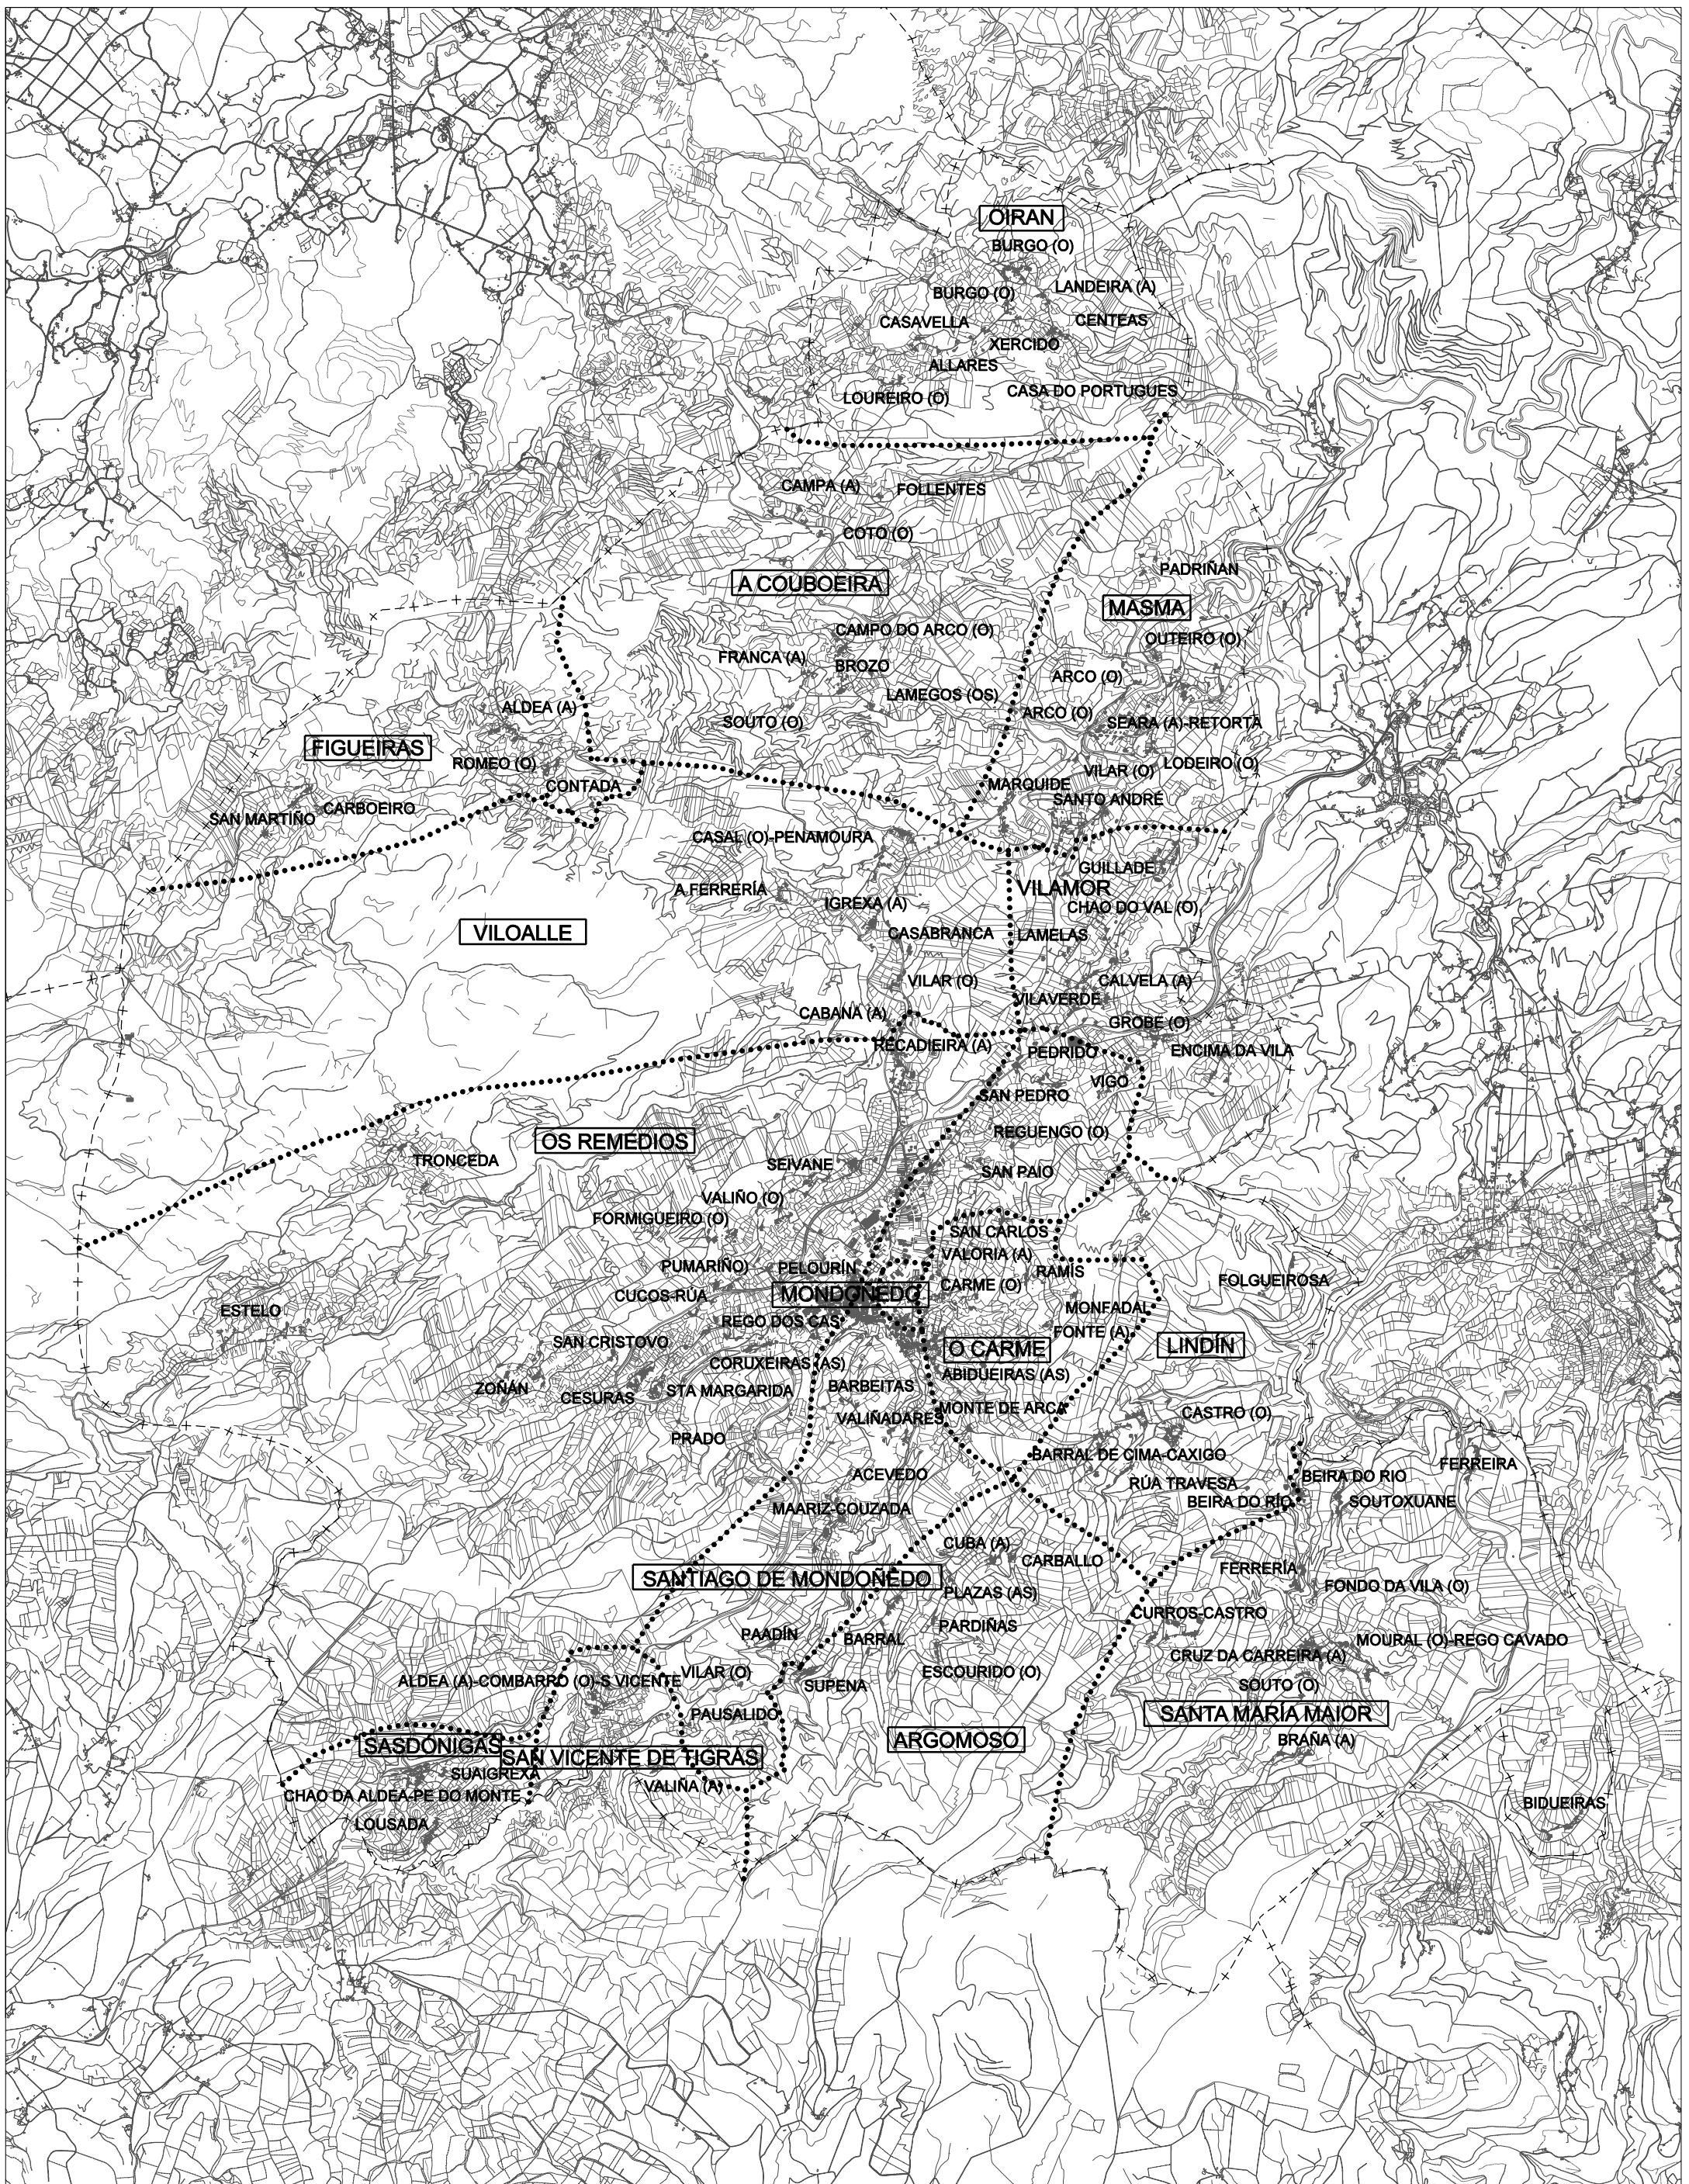 OIRAN
BURGO (O)
LANDEIRA (A)
BURGO (O)
CASAVELLA
CENTEAS
XERCIDO
ALLARES
CASA DO PORTUGUES
LOUREIRO (O)
CAMPA (A)
FOLLENTES
COTO (O)
PADRIÑAN
A COUBOEIRA
MASMA
CAMPO DO ARCO (O)
OUTEIRO (O)
FRANCA (A)
BROZO
ARCO (O)
LAMEGOS (OS)
ALDEA (A)
ARCO (O)
SOUTO (O)
SEARA (A)-RETORTA
FIGUEIRAS
ROMEO (O)
LODEIRO (O)
VILAR (O)
CONTADA
MARQUIDE
SANTO ANDRÉ
CARBOEIRO
SAN MARTIÑO
CASAL (O)-PENAMOURA
GUILLADE
A FERRERÍA
VILAMOR
IGREXA (A)
CHAO DO VAL (O)
VILOALLE
CASABRANCA
LAMELAS
VILAR (O)
CALVELA (A)
VILAVERDE
CABANA (A)
GROBE (O)
RECADIEIRA (A)
PEDRIDO
ENCIMA DA VILA
VIGO
SAN PEDRO
REGUENGO (O)
OS REMEDIOS
TRONCEDA
SEIVANE
SAN PAIO
VALIÑO (O)
FORMIGUEIRO (O)
SAN CARLOS
VALORIA (A)
PUMARIÑO)
PELOURÍN
RAMIS
FOLGUEIROSA
CARME (O)
CUCOS-RÚA
MONDOÑEDO
ESTELO
MONFADAL
REGO DOS CAS
FONTE (A)
SAN CRISTOVO
O CARME
LINDÍN
CORUXEIRAS (AS)
ABIDUEIRAS (AS)
ZOÑÁN
CESURAS
STA MARGARIDA
BARBEITAS
MONTE DE ARCA
CASTRO (O)
VALIÑADARES
PRADO
BARRAL DE CIMA-CAXIGO
FERREIRA
ACEVEDO
BEIRA DO RIO
RÚA TRAVESA
BEIRA DO RÍO
SOUTOXUANE
MAARIZ-COUZADA
CUBA (A)
CARBALLO
FERRERÍA
SANTIAGO DE MONDOÑEDO
FONDO DA VILA (O)
PLAZAS (AS)
CURROS-CASTRO
PARDIÑAS
PAADÍN
BARRAL
MOURAL (O)-REGO CAVADO
CRUZ DA CARREIRA (A)
VILAR (O)
ESCOURIDO (O)
ALDEA (A)-COMBARRO (O)-S VICENTE
SUPENA
SOUTO (O)
PAUSALIDO
SANTA MARÍA MAIOR
ARGOMOSO
BRAÑA (A)
SASDÓNIGAS
SAN VICENTE DE TIGRÁS
SUAIGREXA
VALIÑA (A)
CHAO DA ALDEA-PE DO MONTE
BIDUEIRAS
LOUSADA